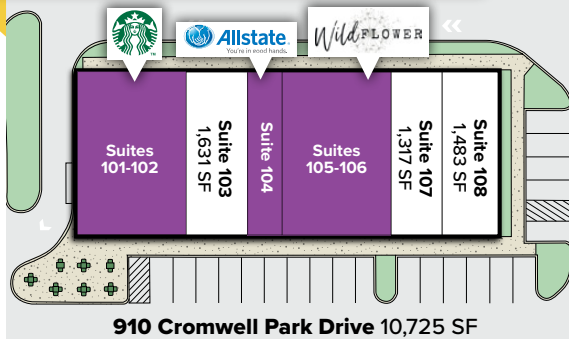 Allstate
You're in good hands.
WildFLOWER
Suites
101-102
Suite 103
1,631 SF
Suite 104
Suites
105-106
Suite 107
1,317 SF
Suite 108
1,483 SF
910 Cromwell Park Drive 10,725 SF